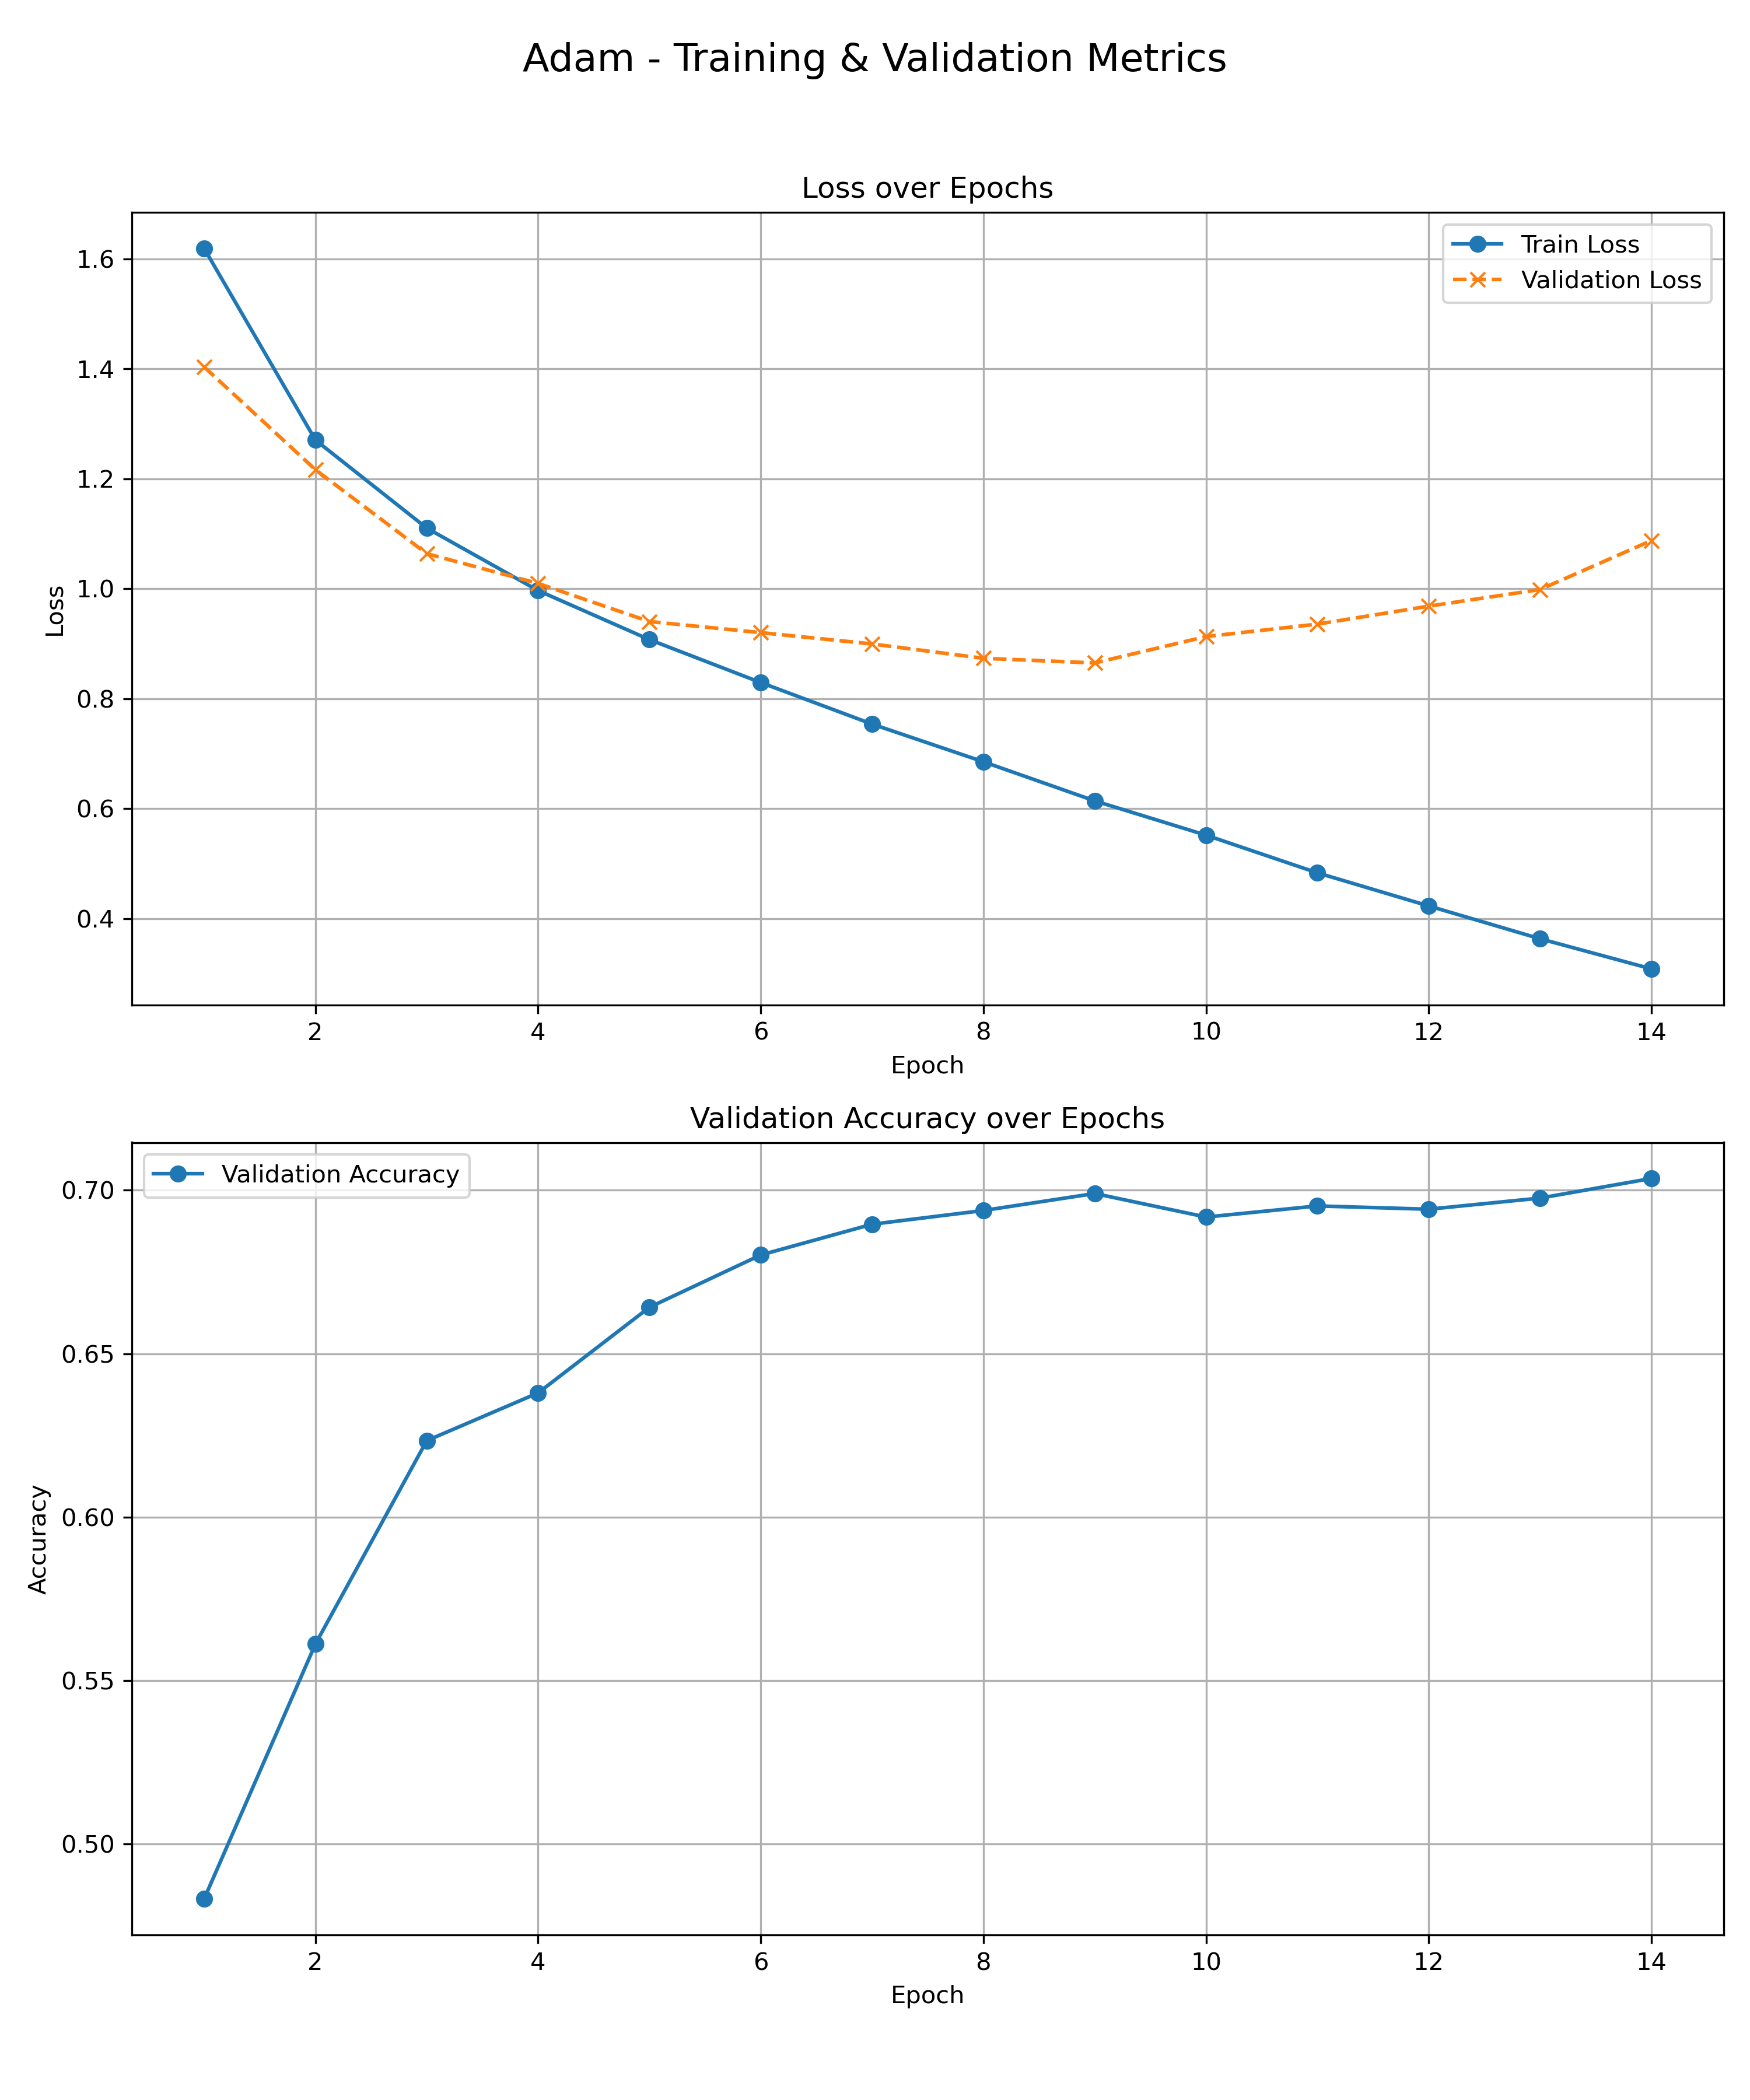 Adam - Training & Validation Metrics
Loss over Epochs
Train Loss
Validation Loss
1.6
1.4
1.2
1.0
0.8
0.6
0.4
Loss
2 4 6 8 10 12 14
Epoch
Validation Accuracy over Epochs
Validation Accuracy
0.70
0.65
0.60
0.55
0.50
Accuracy
2 4 6 8 10 12 14
Epoch